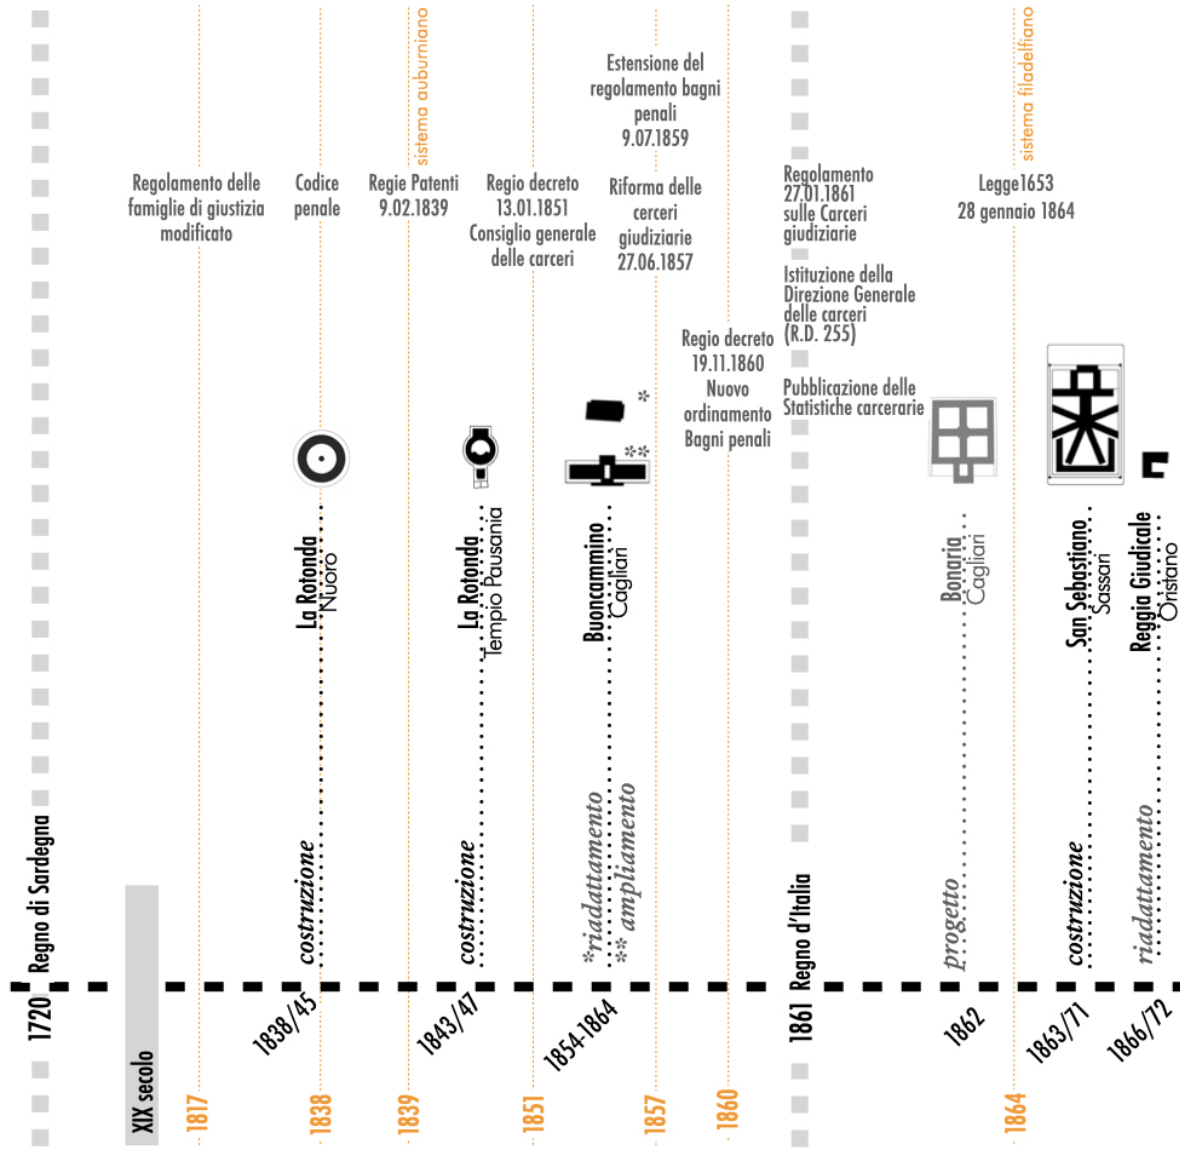 sistema auburniano
sistema filadelfiano
Estensione del
regolamento bagni
penali
9.07.1859
Regolamento delle
famiglie di giustizia
modificato
Codice
penale
Regie Patenti
9.02.1839
Regio decreto
13.01.1851
Consiglio generale
delle carceri
Riforma delle
cerceri
giudiziarie
27.06.1857
Regio decreto
19.11.1860
Nuovo
ordinamento
Bagni penali
Regolamento
27.01.1861
sulle Carceri
giudiziarie
Istituzione della
Direzione Generale
delle carceri
(R.D. 255)
Pubblicazione delle
Statistiche carcerarie
Legge1653
28 gennaio 1864
*
**
La Rotonda
Nuoro
La Rotonda
Tempio Pausania
Buoncammino
Cagliari
Bonaria
Cagliari
San Sebastiano
Sassari
Reggia Giudicale
Oristano
costruzione
costruzione
*riadattamento
** ampliamento
progetto
costruzione
riadattamento
1720 Regno di Sardegna
1861 Regno d'Italia
XIX secolo
1838/45
1843/47
1854-1864
1862
1863/71
1866/72
1817
1838
1839
1851
1857
1860
1864